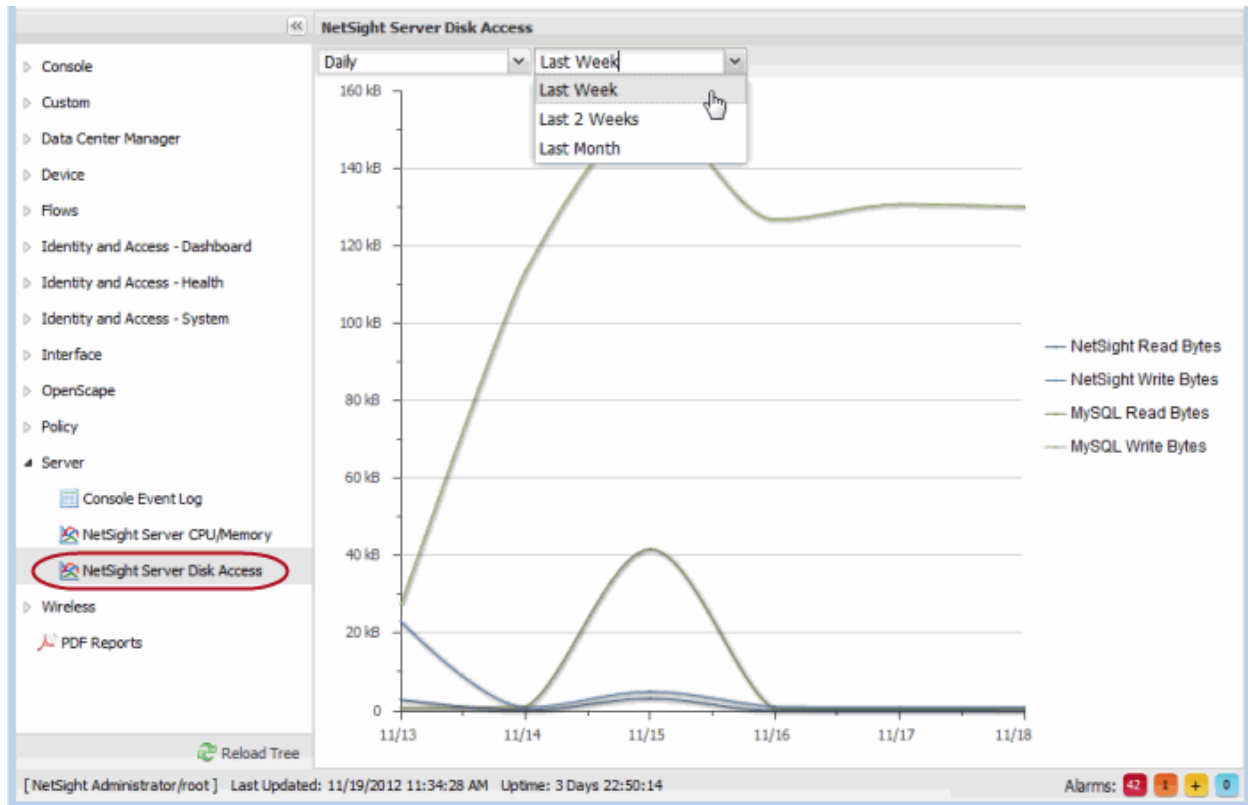 NetSight Server Disk Access
Console
Custom
Data Center Manager
Device
Flows
Identity and Access - Dashboard
Identity and Access - Health
Identity and Access - System
Interface
OpenScape
Policy
Server
Console Event Log
NetSight Server CPU/Memory
NetSight Server Disk Access
Wireless
PDF Reports
Reload Tree
Daily
Last Week
Last Week
Last 2 Weeks
Last Month
160 kB
140 kB
120 kB
100 kB
80 kB
60 kB
40 kB
20 kB
0
11/13 11/14 11/15 11/16 11/17 11/18
NetSight Read Bytes
NetSight Write Bytes
MySQL Read Bytes
MySQL Write Bytes
[ NetSight Administrator/root ] Last Updated: 11/19/2012 11:34:28 AM Uptime: 3 Days 22:50:14 Alarms: 42 1 + 0